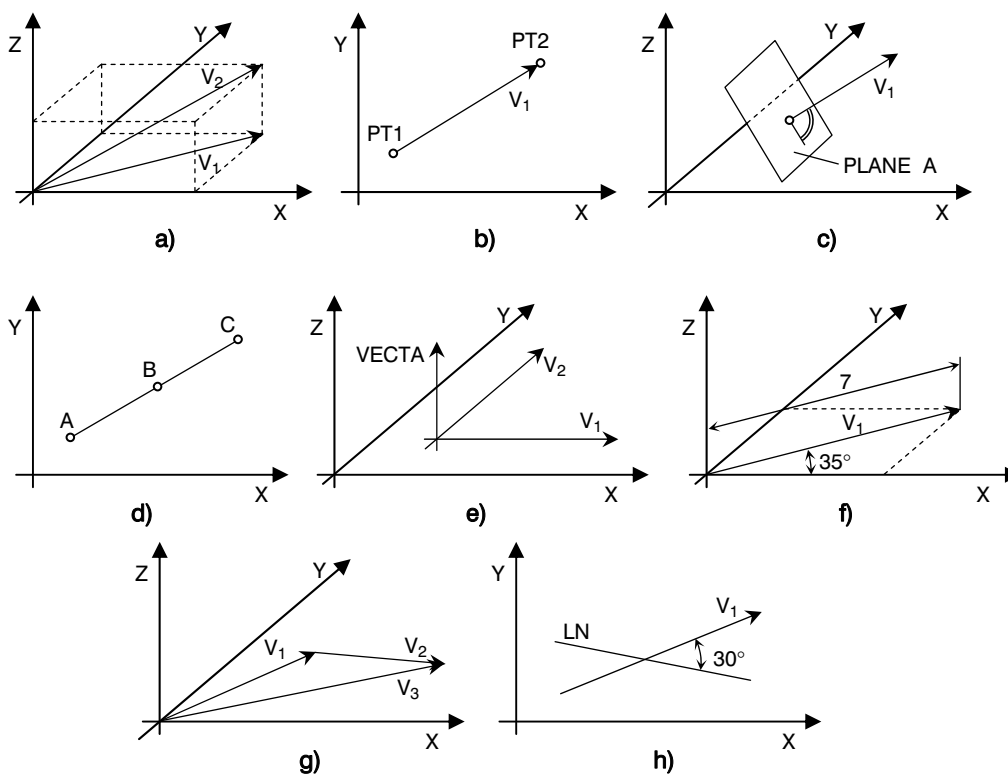 Z
Y
V2
V1
X
a)
Y
PT2
V1
PT1
X
b)
Z
Y
V1
PLANE A
X
c)
Y
C
B
A
X
d)
Z
Y
VECTA
V2
V1
X
e)
Z
Y
7
V1
35°
X
f)
Z
Y
V1
V2
V3
X
g)
Y
V1
LN
30°
X
h)